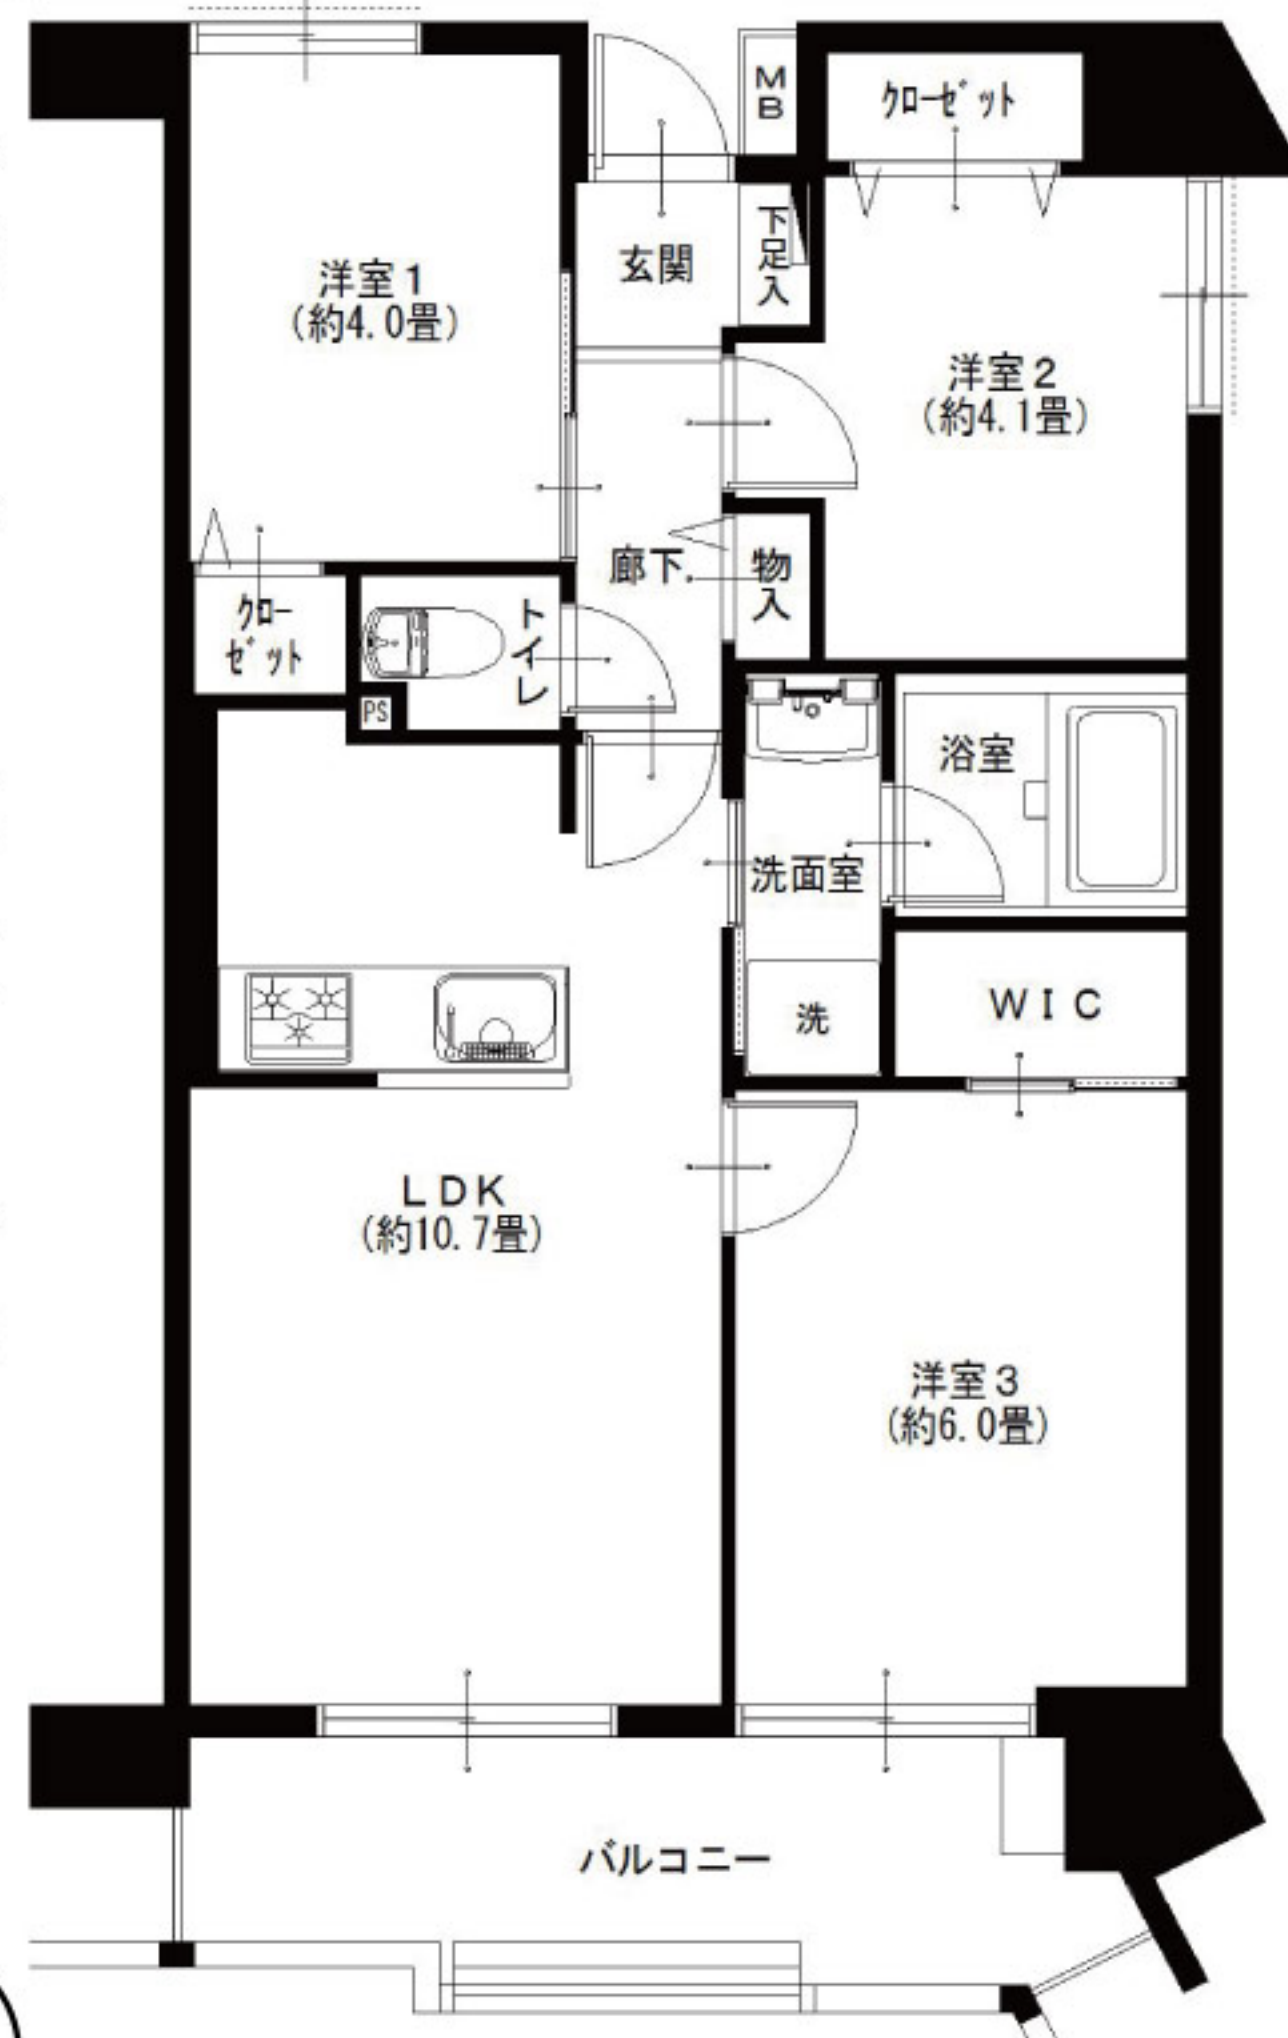 M
B
クローゼット
下足入
玄関
洋室１
(約4.0畳)
洋室２
(約4.1畳)
廊下
物入
クロー
ゼット
トイレ
PS
浴室
洗面室
洗
ＷＩＣ
ＬＤＫ
(約10.7畳)
洋室３
(約6.0畳)
バルコニー